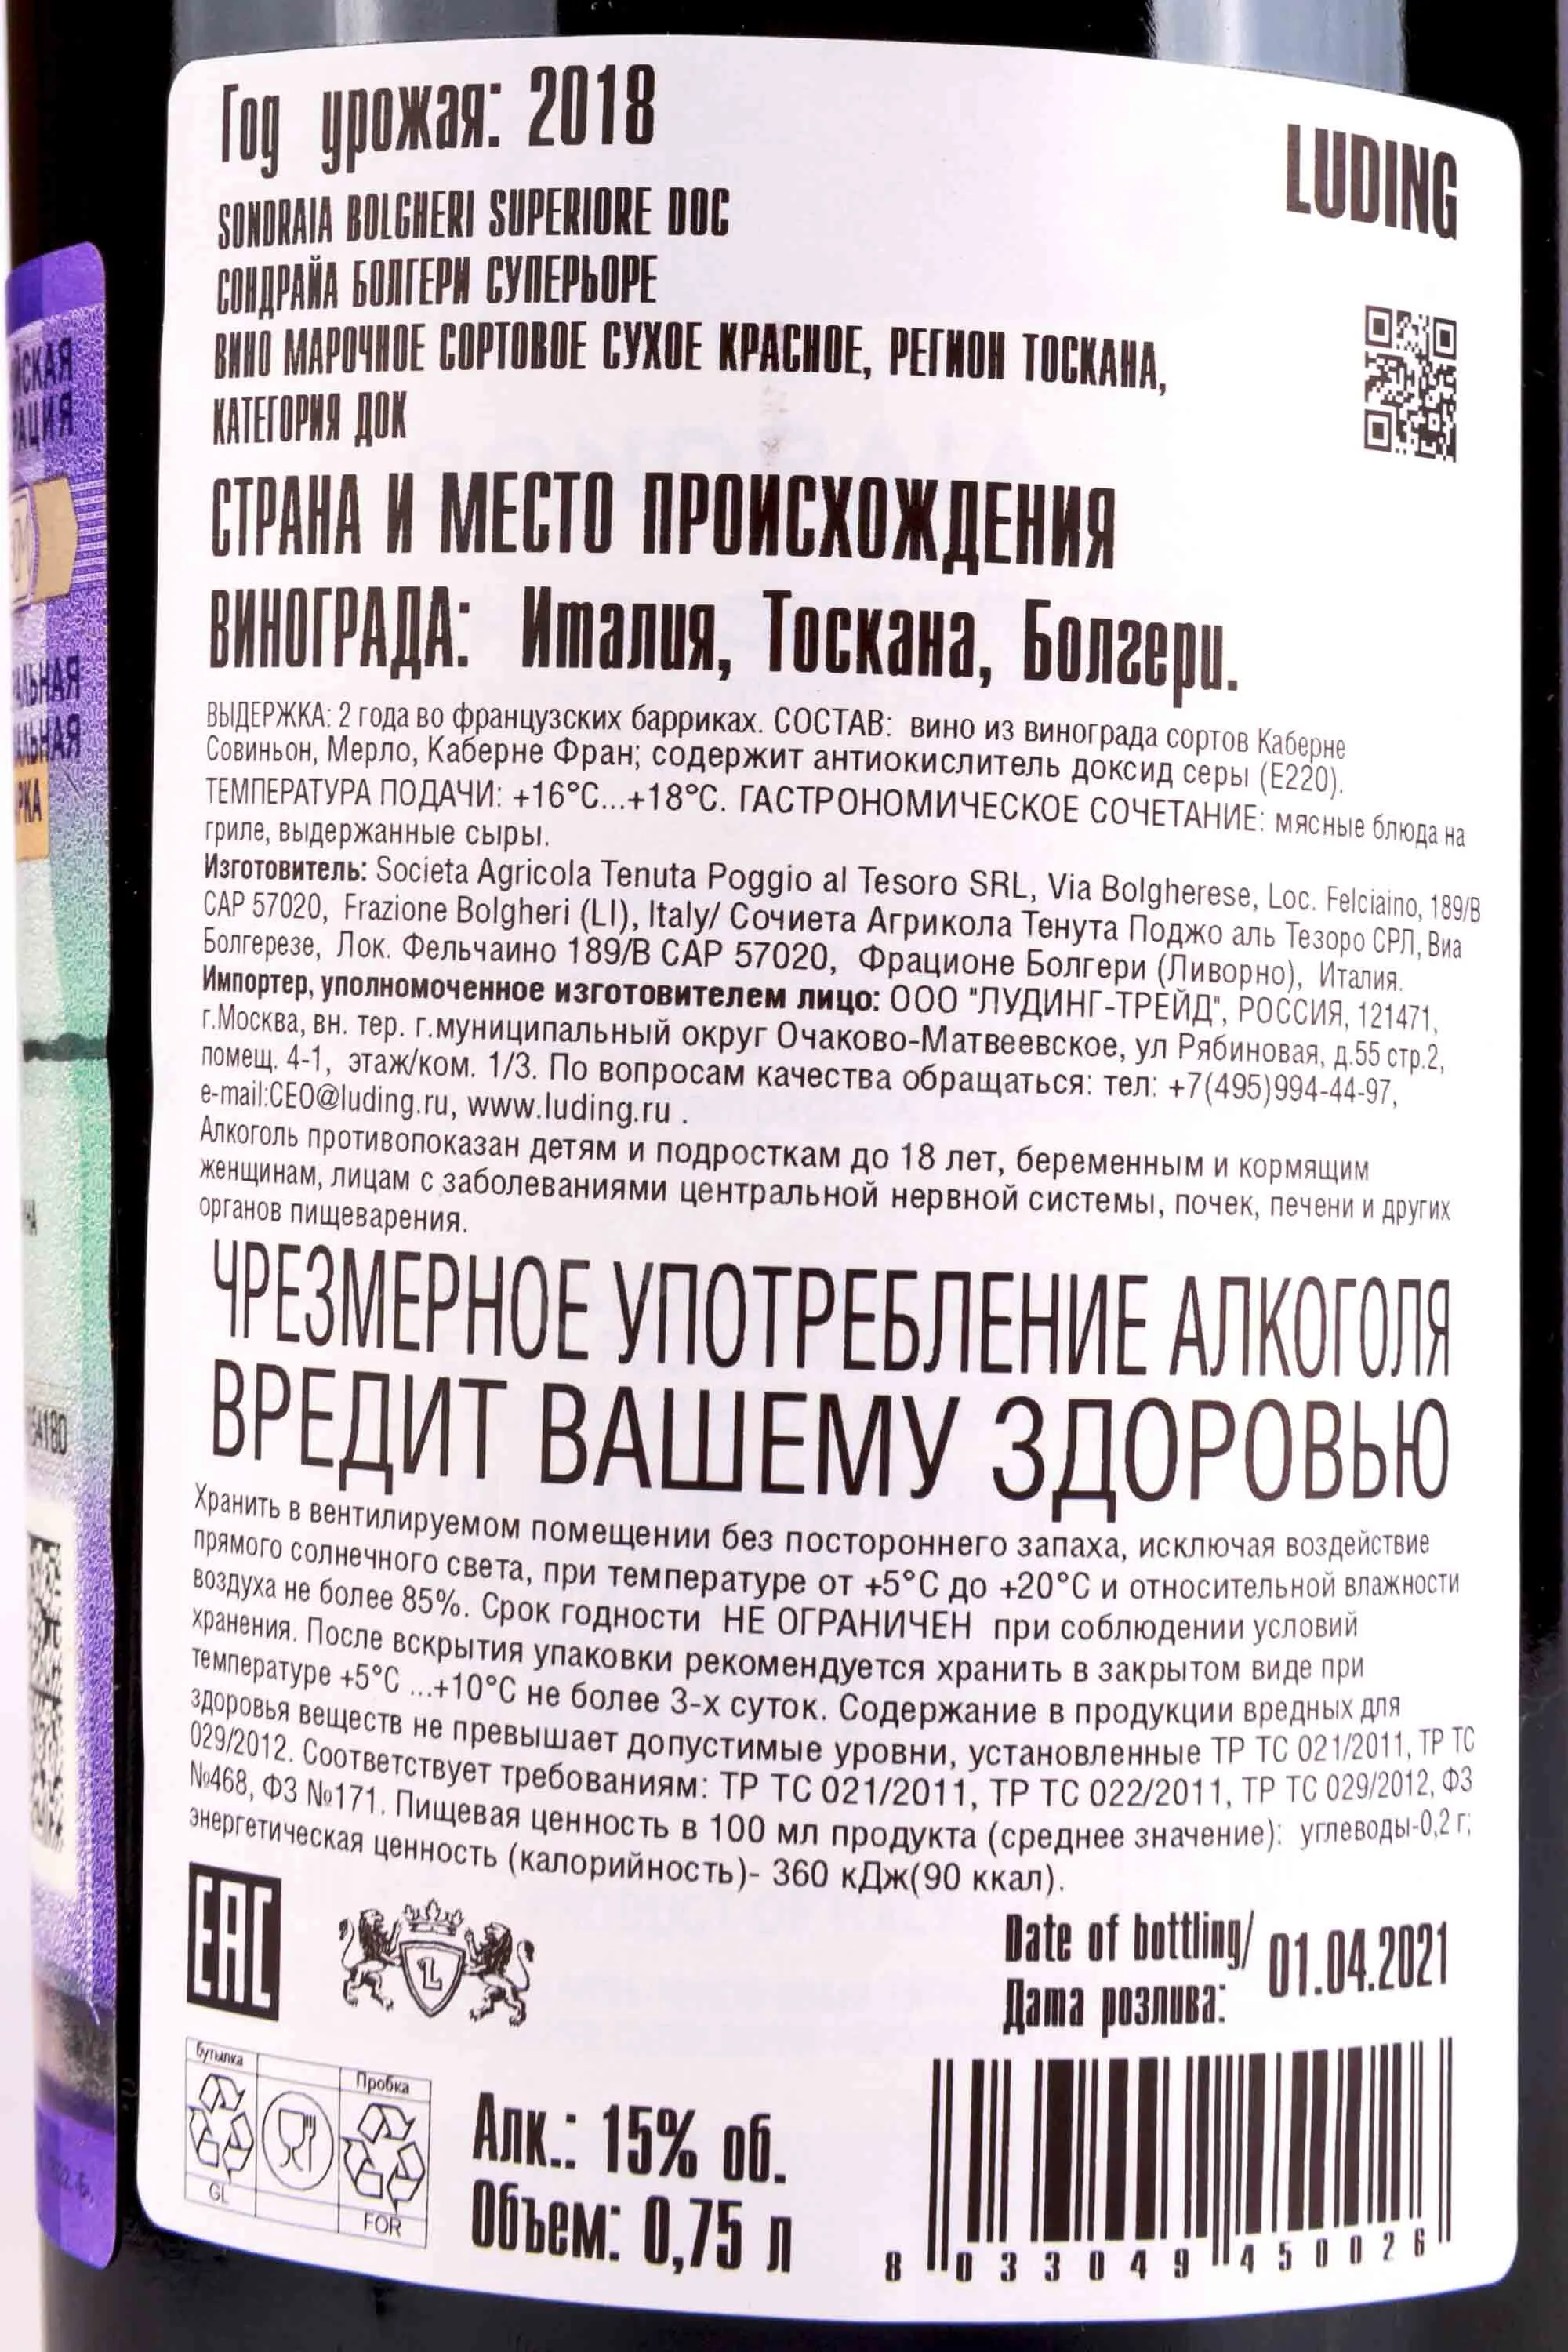 Год урожая: 2018
LUDING
SONDRAIA BOLGHERI SUPERIORE DOC
СОНДРАЙА БОЛГЕРИ СУПЕРЬОРЕ
ВИНО МАРОЧНОЕ СОРТОВОЕ СУХОЕ КРАСНОЕ, РЕГИОН ТОСКАНА,
КАТЕГОРИЯ ДОК
СТРАНА И МЕСТО ПРОИСХОЖДЕНИЯ
ВИНОГРАДА: Италия, Тоскана, Болгери.
ВЫДЕРЖКА: 2 года во французских барриках. СОСТАВ: вино из винограда сортов Каберне
Совиньон, Мерло, Каберне Фран; содержит антиокислитель доксид серы (Е220).
ТЕМПЕРАТУРА ПОДАЧИ: +16°С...+18°С. ГАСТРОНОМИЧЕСКОЕ СОЧЕТАНИЕ: мясные блюда на
гриле, выдержанные сыры.
Изготовитель: Societa Agricola Tenuta Poggio al Tesoro SRL, Via Bolgherese, Loc. Felciaino, 189/B
CAP 57020, Frazione Bolgheri (LI), Italy/ Сочиета Агрикола Тенута Поджо аль Тезоро СРЛ, Виа
Болгерезе, Лок. Фельчаино 189/В САР 57020, Фрационе Болгери (Ливорно), Италия.
Импортер, уполномоченное изготовителем лицо: ООО "ЛУДИНГ-ТРЕЙД", РОССИЯ, 121471,
г.Москва, вн. тер. г.муниципальный округ Очаково-Матвеевское, ул Рябиновая, д.55 стр.2,
помещ. 4-1, этаж/ком. 1/3. По вопросам качества обращаться: тел: +7(495)994-44-97,
e-mail:CEO@luding.ru, www.luding.ru .
Алкоголь противопоказан детям и подросткам до 18 лет, беременным и кормящим
женщинам, лицам с заболеваниями центральной нервной системы, почек, печени и других
органов пищеварения.
ЧРЕЗМЕРНОЕ УПОТРЕБЛЕНИЕ АЛКОГОЛЯ
ВРЕДИТ ВАШЕМУ ЗДОРОВЬЮ
Хранить в вентилируемом помещении без постороннего запаха, исключая воздействие
прямого солнечного света, при температуре от +5°С до +20°С и относительной влажности
воздуха не более 85%. Срок годности НЕ ОГРАНИЧЕН при соблюдении условий
хранения. После вскрытия упаковки рекомендуется хранить в закрытом виде при
температуре +5°С ...+10°С не более 3-х суток. Содержание в продукции вредных для
здоровья веществ не превышает допустимые уровни, установленные ТР ТС 021/2011, ТР ТС
029/2012. Соответствует требованиям: ТР ТС 021/2011, ТР ТС 022/2011, ТР ТС 029/2012, ФЗ
№468, ФЗ №171. Пищевая ценность в 100 мл продукта (среднее значение): углеводы-0,2 г;
энергетическая ценность (калорийность)- 360 кДж(90 ккал).
EAC
L
Date of bottling/
Дата розлива: 01.04.2021
бутылка
Пробка
GL
FOR
Алк.: 15% об.
Объем: 0,75 л
8 033049 450026